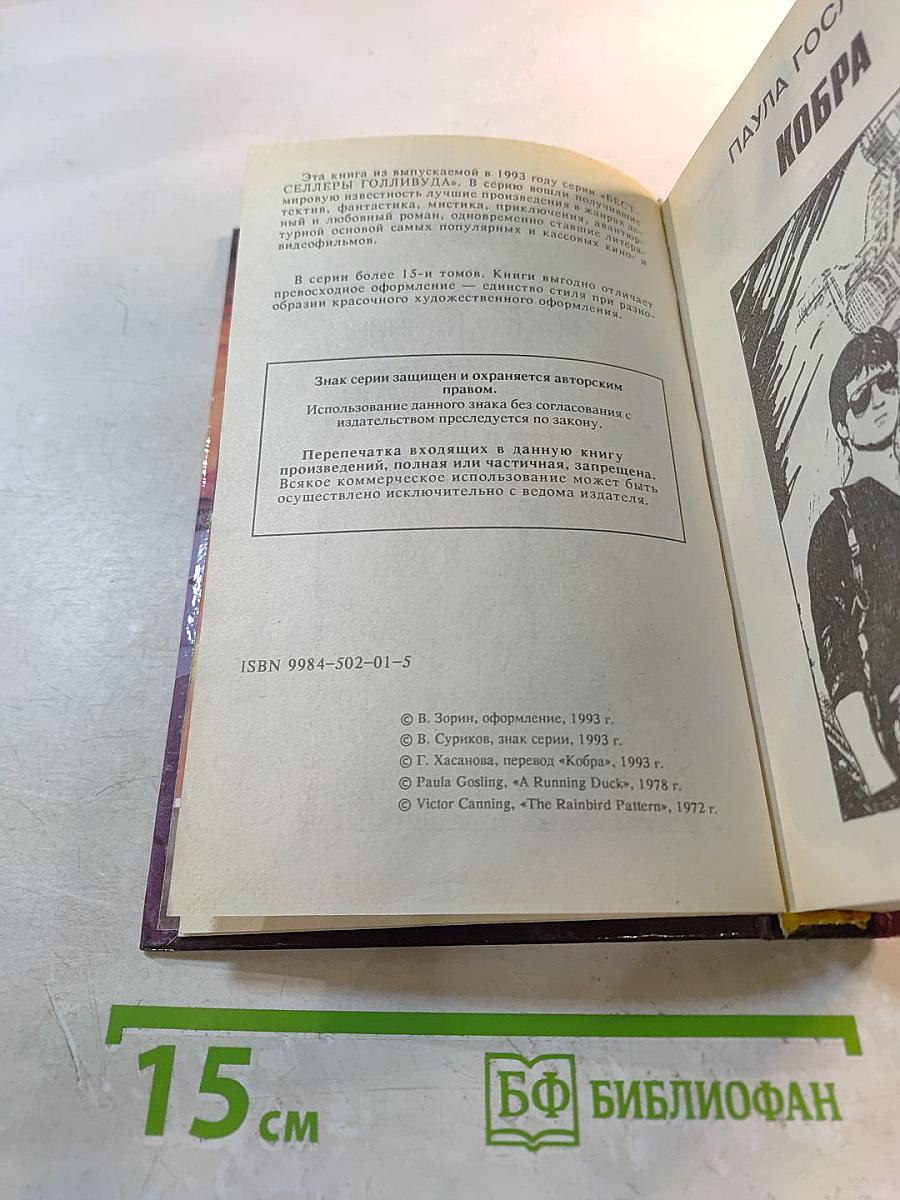 Эта книга из выпускаемой в 1993 году серии «БЕСТ-
СЕЛЛЕРЫ ГОЛЛИВУДА». В серию вошли получившие
мировую известность лучшие произведения в жанрах де-
тектив, фантастика, мистика, приключения, авантюр-
ный и любовный роман, одновременно ставшие литера-
турной основой самых популярных и кассовых кино- и
видеофильмов.
В серии более 15-и томов. Книги выгодно отличает
превосходное оформление — единство стиля при разно-
образии красочного художественного оформления.
Знак серии защищен и охраняется авторским
правом.
Использование данного знака без согласования с
издательством преследуется по закону.
Перепечатка входящих в данную книгу
произведений, полная или частичная, запрещена.
Всякое коммерческое использование может быть
осуществлено исключительно с ведома издателя.
ISBN 9984-502-01-5
© В. Зорин, оформление, 1993 г.
© В. Суриков, знак серии, 1993 г.
© Г. Хасанова, перевод «Кобра», 1993 г.
© Paula Gosling, «A Running Duck», 1978 г.
© Victor Canning, «The Rainbird Pattern», 1972 г.
ПАУЛА
КОБРА
15 см
БФ БИБЛИОФАН